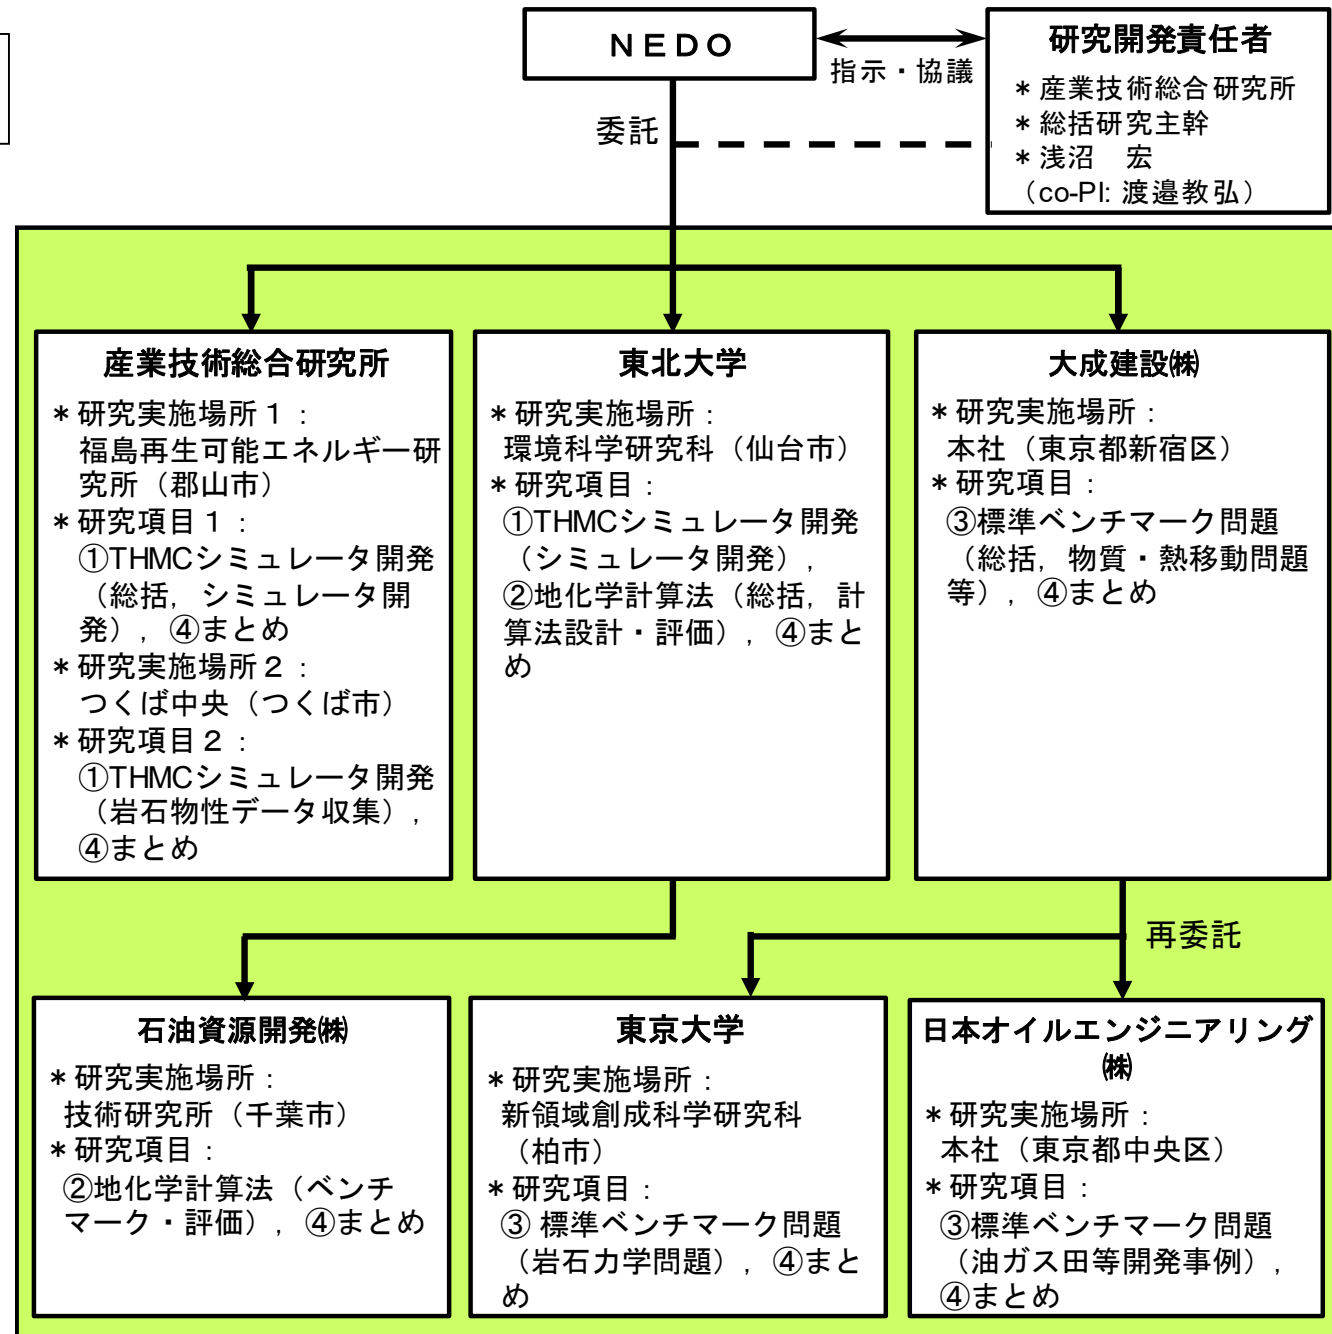 ＮＥＤＯ
指示・協議
研究開発責任者
＊産業技術総合研究所
＊総括研究主幹
＊浅沼　宏
（co-PI: 渡邉教弘）
委託
産業技術総合研究所
＊研究実施場所１：
福島再生可能エネルギー研
究所（郡山市）
＊研究項目１：
①THMCシミュレータ開発
（総括，シミュレータ開
発），④まとめ
＊研究実施場所２：
つくば中央（つくば市）
＊研究項目２：
①THMCシミュレータ開発
（岩石物性データ収集），
④まとめ
東北大学
＊研究実施場所：
環境科学研究科（仙台市）
＊研究項目：
①THMCシミュレータ開発
（シミュレータ開発），
②地化学計算法（総括，計
算法設計・評価），④まと
め
大成建設㈱
＊研究実施場所：
本社（東京都新宿区）
＊研究項目：
③標準ベンチマーク問題
（総括，物質・熱移動問題
等），④まとめ
再委託
石油資源開発㈱
＊研究実施場所：
技術研究所（千葉市）
＊研究項目：
②地化学計算法（ベンチ
マーク・評価），④まとめ
東京大学
＊研究実施場所：
新領域創成科学研究科
（柏市）
＊研究項目：
③ 標準ベンチマーク問題
（岩石力学問題），④まと
め
日本オイルエンジニアリング
㈱
＊研究実施場所：
本社（東京都中央区）
＊研究項目：
③標準ベンチマーク問題
（油ガス田等開発事例），
④まとめ